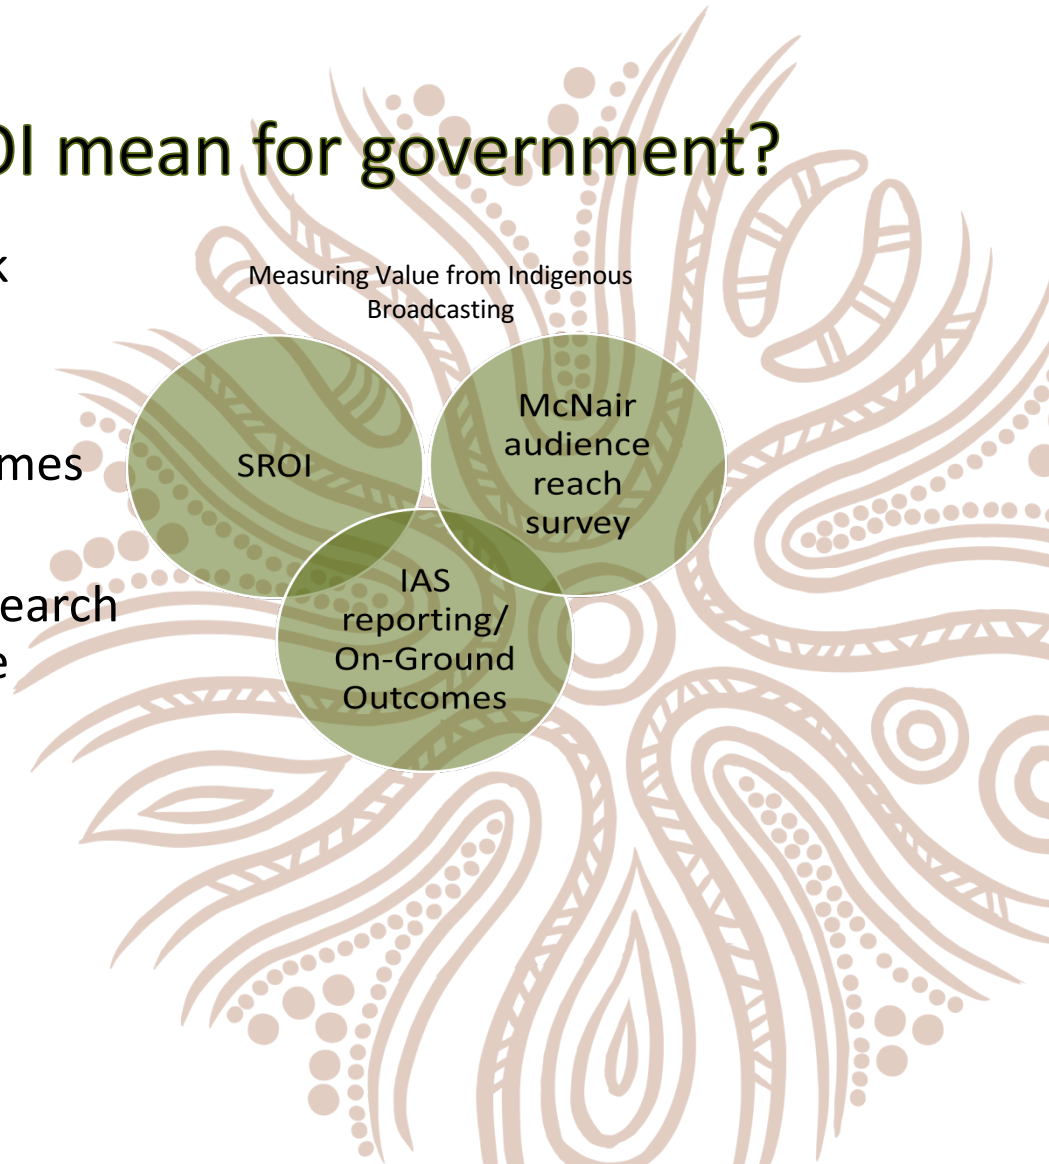 OI mean for government?
k
Measuring Value from Indigenous
Broadcasting
mes
earch
e
SROI
McNair
audience
reach
survey
IAS
reporting/
On-Ground
Outcomes